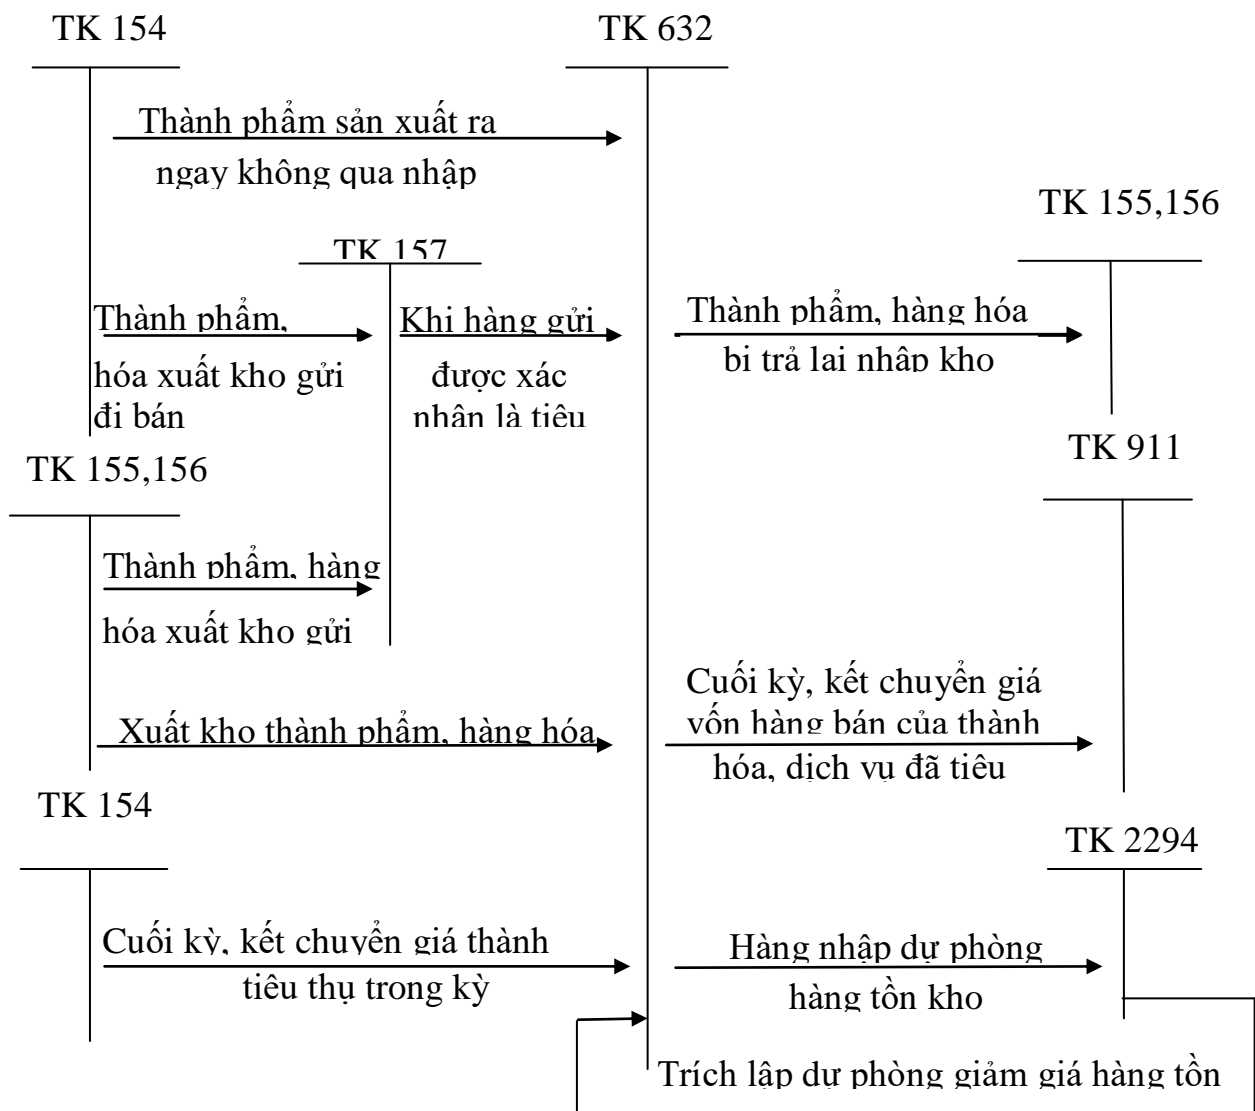 TK 154
TK 632
Thành phẩm sản xuất ra
ngay không qua nhập
TK 155,156
TK 157
Thành phẩm,
hóa xuất kho gửi
đi bán
Khi hàng gửi
được xác
nhận là tiêu
Thành phẩm, hàng hóa
bị trả lại nhập kho
TK 155,156
TK 911
Thành phẩm, hàng
hóa xuất kho gửi
Xuất kho thành phẩm, hàng hóa
Cuối kỳ, kết chuyển giá
vốn hàng bán của thành
hóa, dịch vụ đã tiêu
TK 154
TK 2294
Cuối kỳ, kết chuyển giá thành
tiêu thụ trong kỳ
Hàng nhập dự phòng
hàng tồn kho
Trích lập dự phòng giảm giá hàng tồn